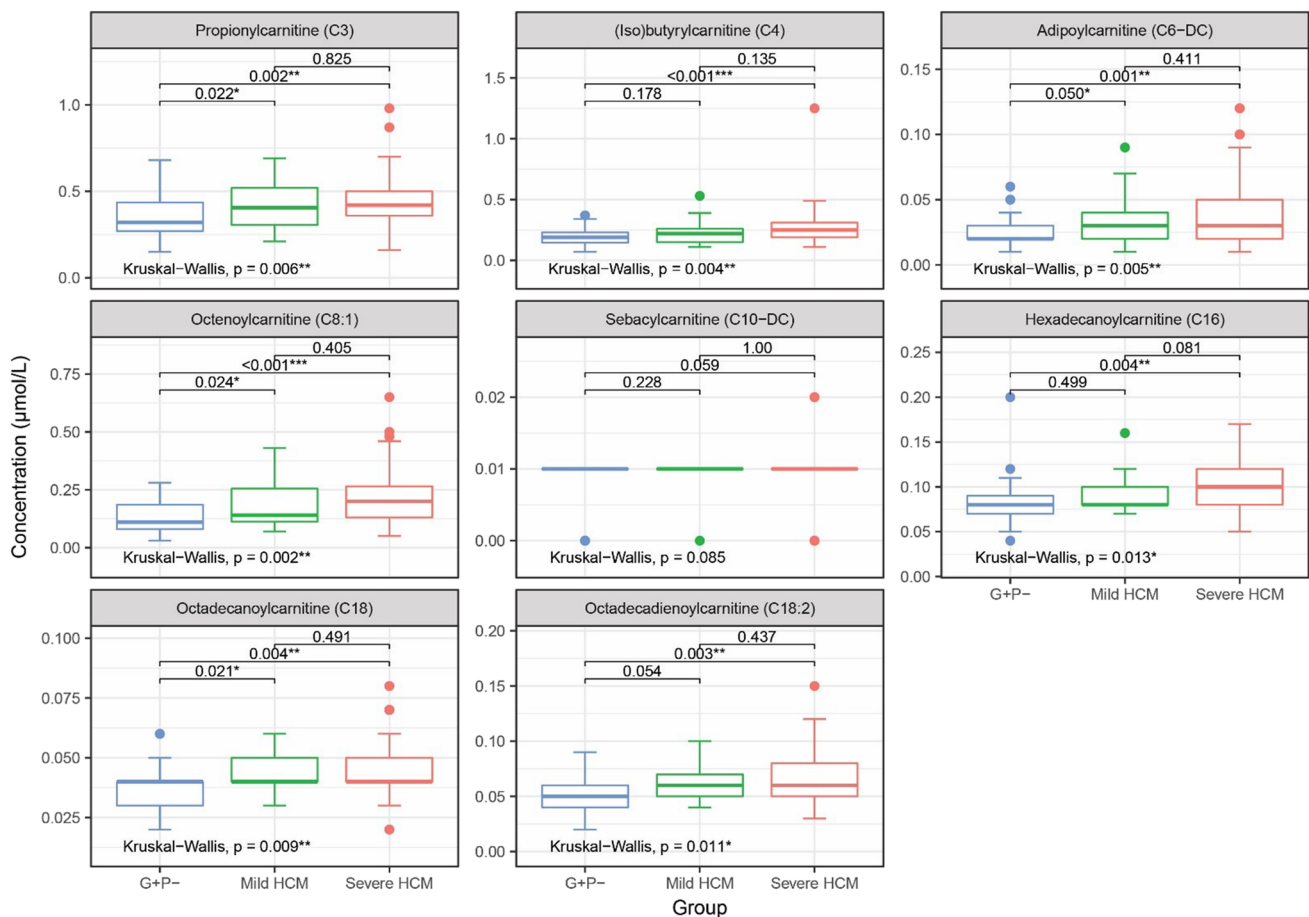 Propionylcarnitine (C3)
0.825
0.002**
0.022*
1.0
0.5
0.0
Kruskal−Wallis, p = 0.006**
(Iso)butyrylcarnitine (C4)
0.135
<0.001***
0.178
1.5
1.0
0.5
0.0
Kruskal−Wallis, p = 0.004**
Adipoylcarnitine (C6−DC)
0.411
0.001**
0.050*
0.15
0.10
0.05
0.00
Kruskal−Wallis, p = 0.005**
Concentration (µmol/L)
Octenoylcarnitine (C8:1)
0.405
<0.001***
0.024*
0.75
0.50
0.25
0.00
Kruskal−Wallis, p = 0.002**
Sebacylcarnitine (C10−DC)
1.00
0.059
0.228
0.02
0.01
0.00
Kruskal−Wallis, p = 0.085
Hexadecanoylcarnitine (C16)
0.081
0.004**
0.499
0.25
0.20
0.15
0.10
0.05
0.00
Kruskal−Wallis, p = 0.013*
G+P−
Mild HCM
Severe HCM
Octadecanoylcarnitine (C18)
0.491
0.004**
0.021*
0.100
0.075
0.050
0.025
Kruskal−Wallis, p = 0.009**
G+P−
Mild HCM
Severe HCM
Octadecadienoylcarnitine (C18:2)
0.437
0.003**
0.054
0.20
0.15
0.10
0.05
0.00
Kruskal−Wallis, p = 0.011*
G+P−
Mild HCM
Severe HCM
Group